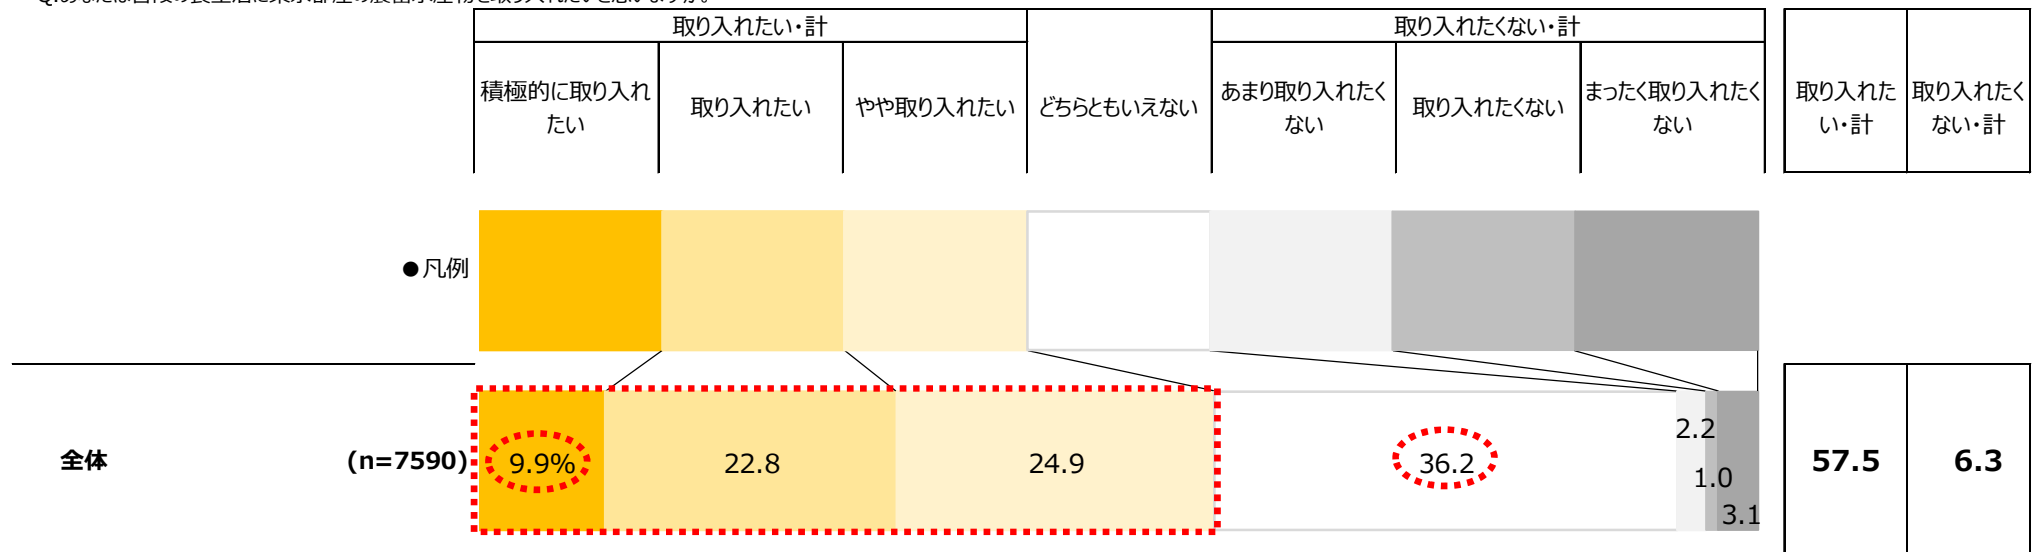 取り入れたい・計
取り入れたくない・計
積極的に取り入れ
たい
取り入れたい
やや取り入れたい
どちらともいえない
あまり取り入れたく
ない
取り入れたくない
まったく取り入れたく
ない
取り入れた
い・計
取り入れたく
ない・計
●凡例
全体
(n=7590)
9.9%
22.8
24.9
36.2
2.2
1.0
3.1
57.5
6.3